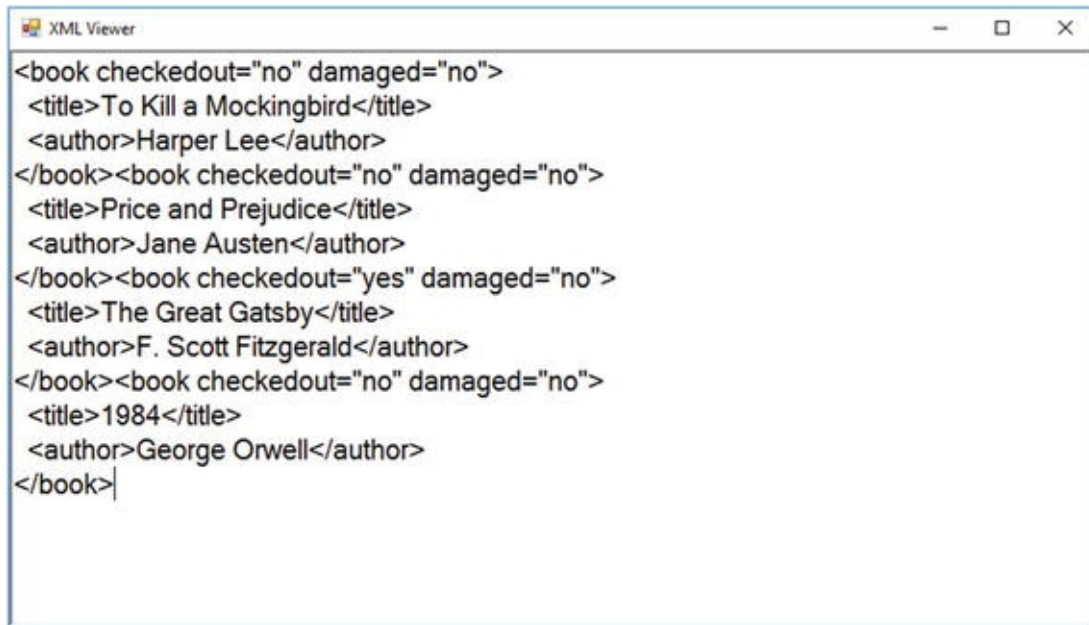 XML Viewer
<book checkedout="no" damaged="no">
<title>To Kill a Mockingbird</title>
<author>Harper Lee</author>
</book><book checkedout="no" damaged="no">
<title>Price and Prejudice</title>
<author>Jane Austen</author>
</book><book checkedout="yes" damaged="no">
<title>The Great Gatsby</title>
<author>F. Scott Fitzgerald</author>
</book><book checkedout="no" damaged="no">
<title>1984</title>
<author>George Orwell</author>
</book>